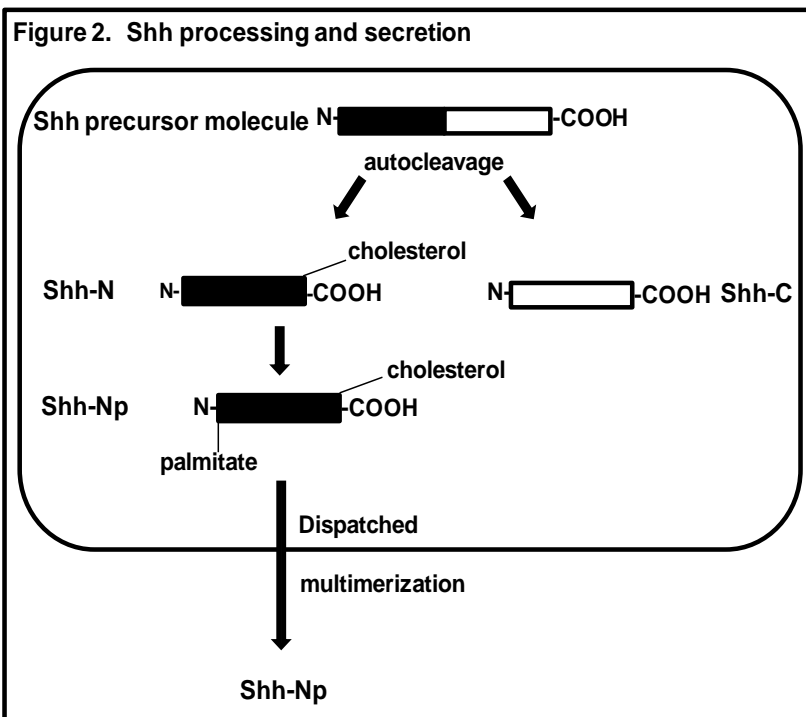 Figure 2. Shh processing and secretion
Shh precursor molecule N- -COOH
autocleavage
cholesterol
Shh-N N- -COOH N- -COOH Shh-C
cholesterol
Shh-Np N- -COOH
palmitate
Dispatched
multimerization
Shh-Np